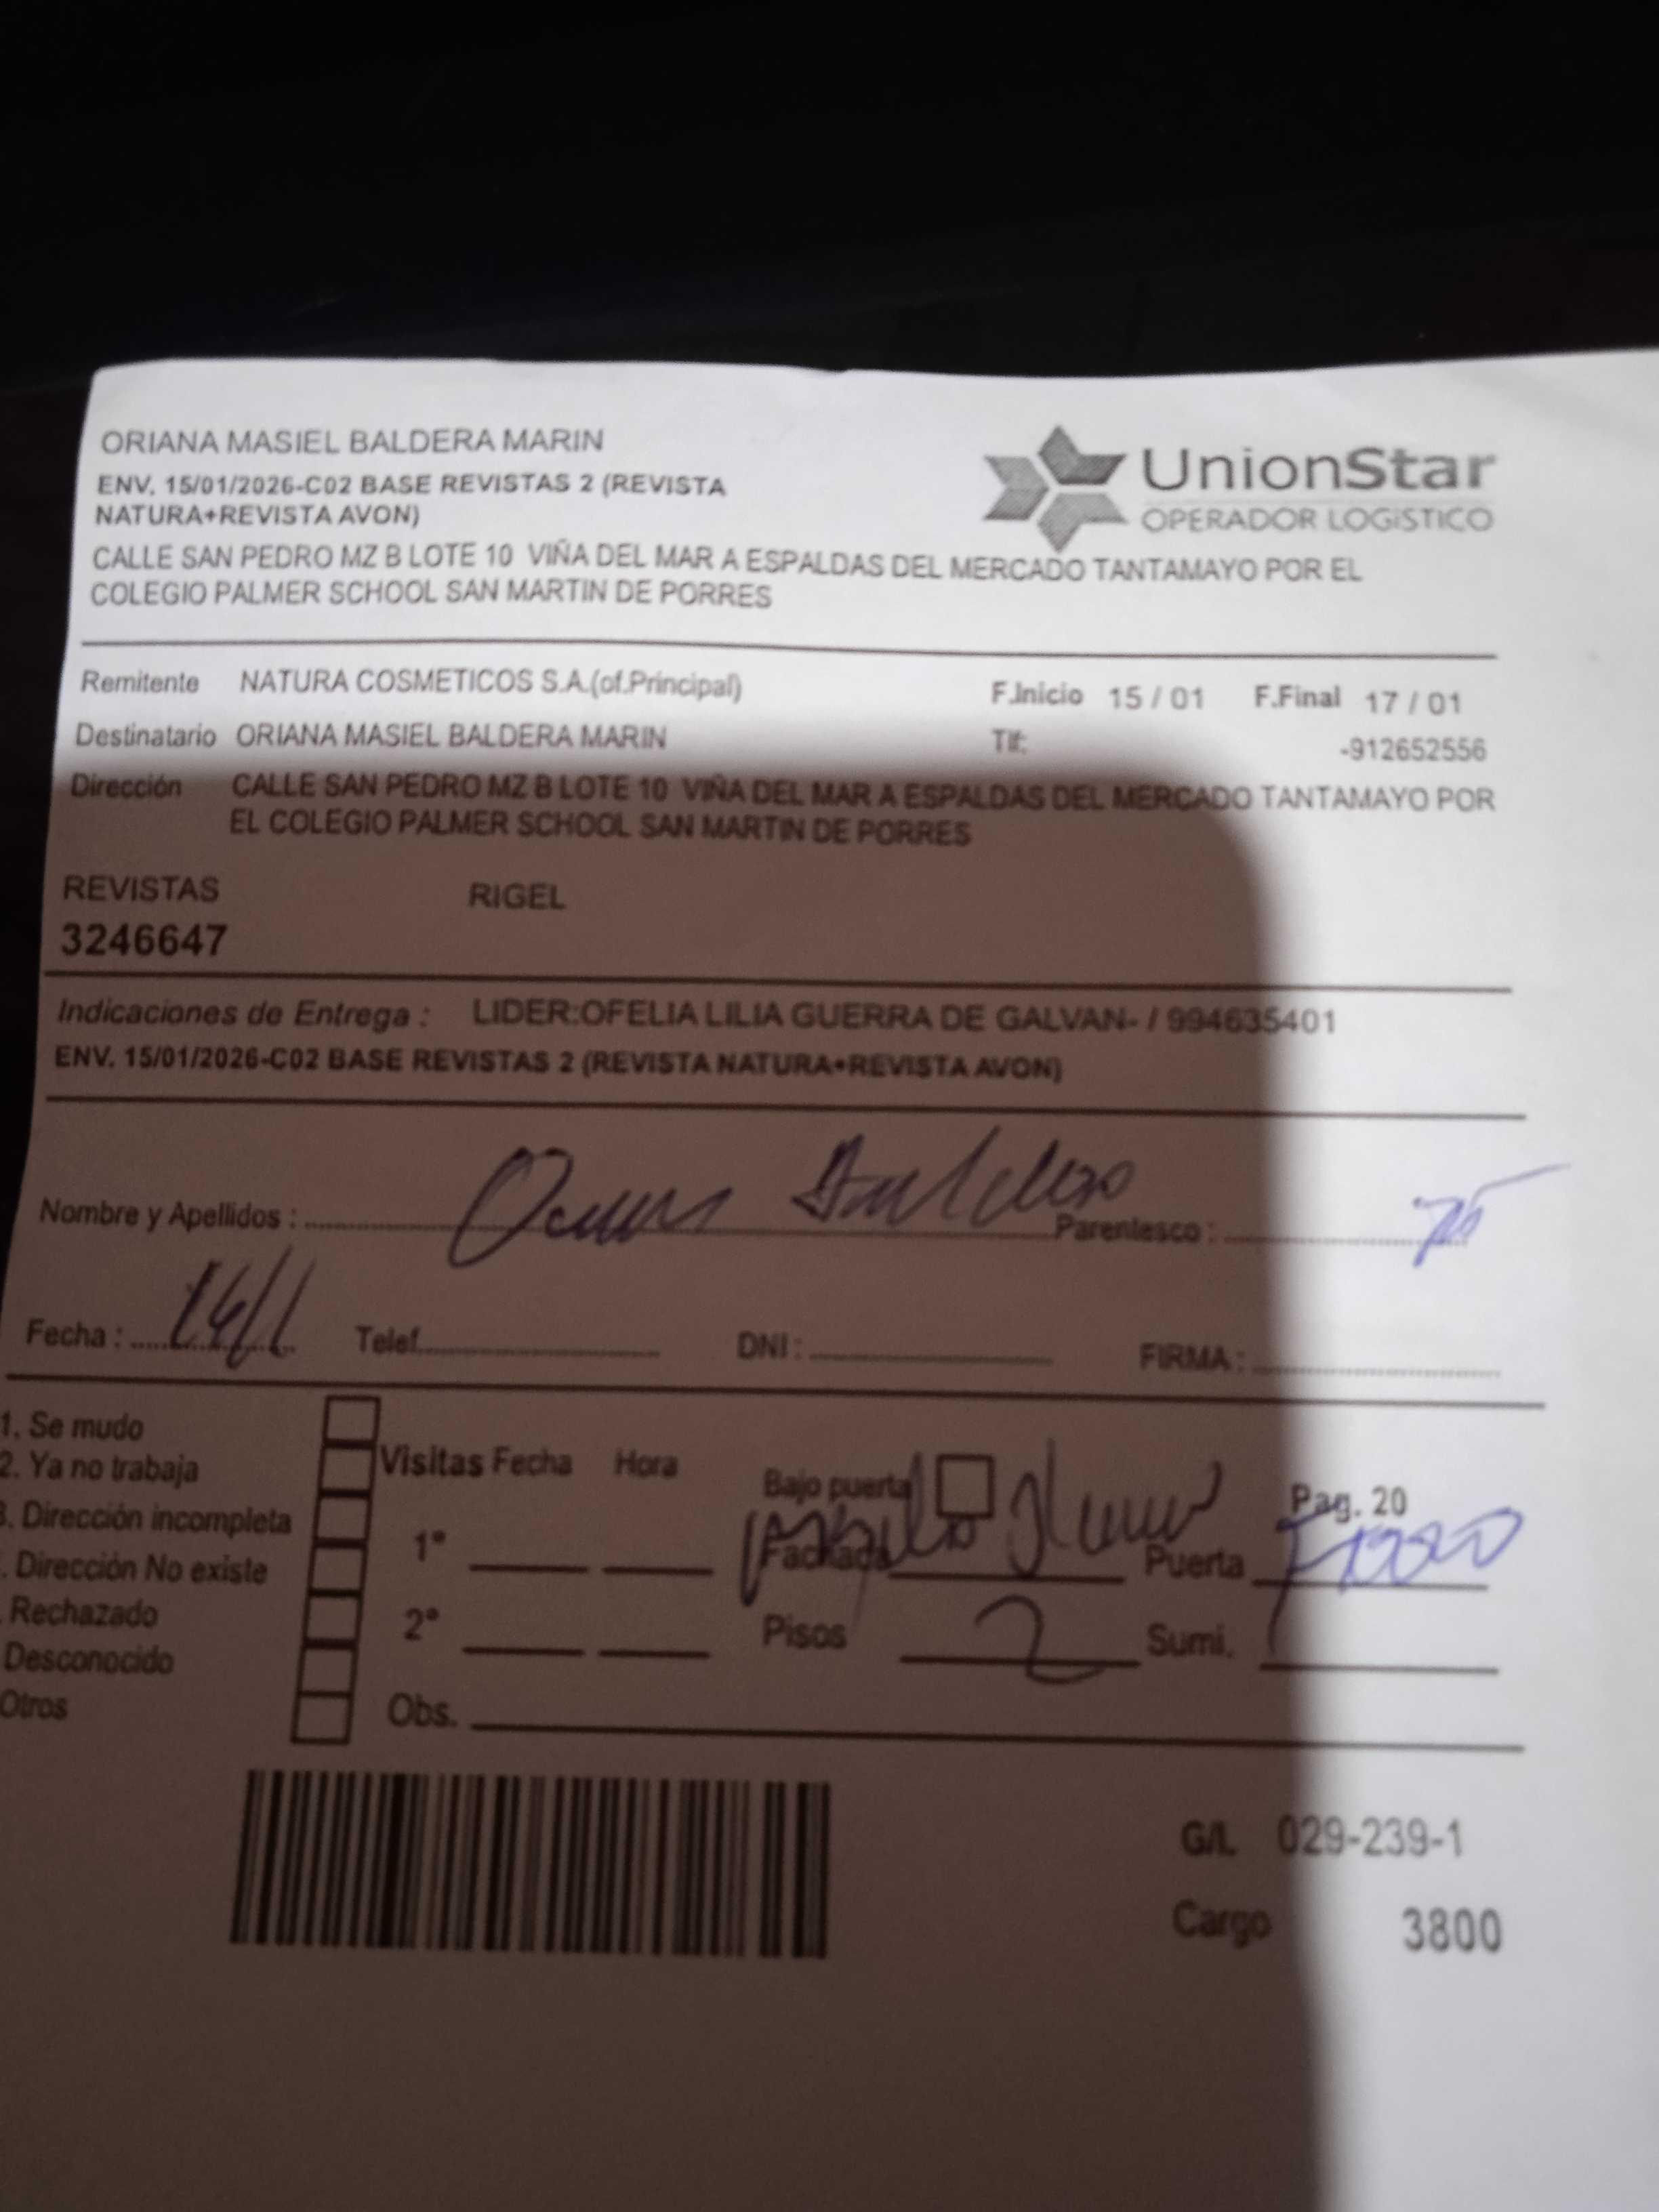 ORIANA MASIEL BALDERA MARIN
ENV. 15/01/2026-C02 BASE REVISTAS 2 (REVISTA
NATURA+REVISTA AVON)
UnionStar
OPERADOR LOGíSTICO
CALLE SAN PEDRO MZ B LOTE 10 VIÑA DEL MAR A ESPALDAS DEL MERCADO TANTAMAYO POR EL
COLEGIO PALMER SCHOOL SAN MARTIN DE PORRES
Remitente NATURA COSMETICOS S.A.(of.Principal) F.Inicio 15 / 01 F.Final 17 / 01
Destinatario ORIANA MASIEL BALDERA MARIN Tlf: -912652556
Dirección CALLE SAN PEDRO MZ B LOTE 10 VIÑA DEL MAR A ESPALDAS DEL MERCADO TANTAMAYO POR
EL COLEGIO PALMER SCHOOL SAN MARTIN DE PORRES
REVISTAS RIGEL
3246647
Indicaciones de Entrega : LIDER:OFELIA LILIA GUERRA DE GALVAN- / 994635401
ENV. 15/01/2026-C02 BASE REVISTAS 2 (REVISTA NATURA+REVISTA AVON)
Nombre y Apellidos : Parentesco :
Fecha : Telef. DNI : FIRMA :
1. Se mudo
2. Ya no trabaja
3. Dirección incompleta
. Dirección No existe
. Rechazado
Desconocido
Otros
Visitas Fecha Hora
1°
2°
Obs.
Bajo puerta Pag. 20
Fachada Puerta
Pisos 2 Sumi.
G/L 029-239-1
Cargo 3800